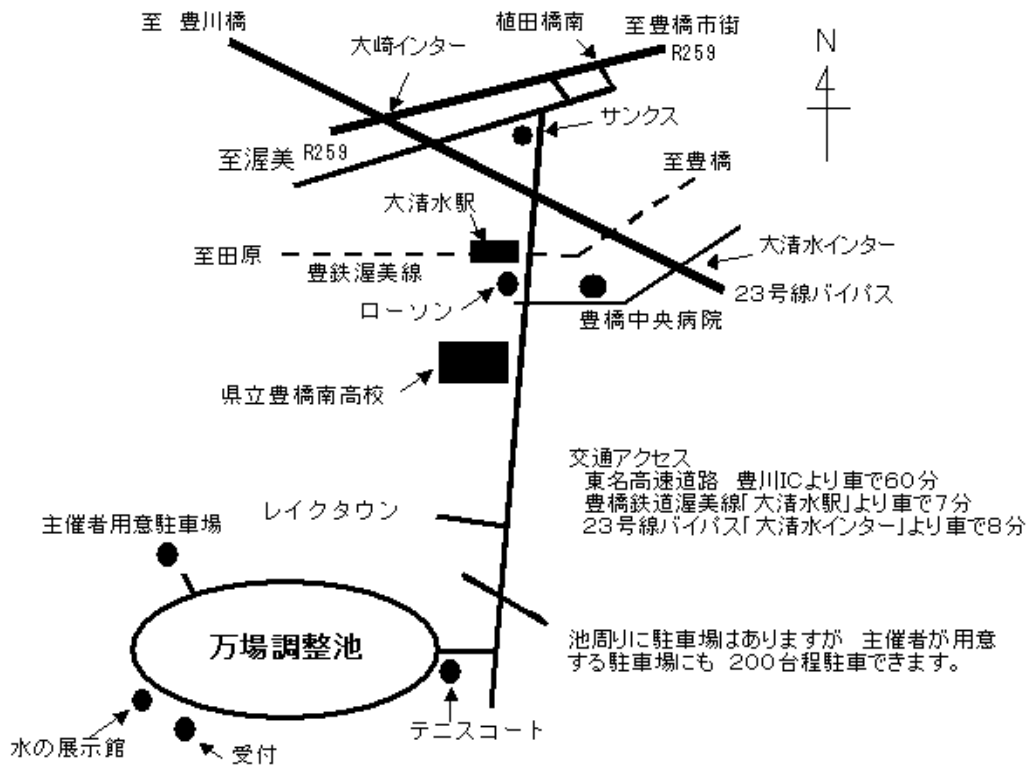 至 豊川橋
植田橋南
至豊橋市街
大崎インター
R259
N
サンクス
至渥美
R259
至豊橋
大清水駅
大清水インター
至田原
豊鉄渥美線
23号線バイパス
ローソン
豊橋中央病院
県立豊橋南高校
交通アクセス
東名高速道路 豊川ICより車で60分
豊橋鉄道渥美線「大清水駅」より車で7分
23号線バイパス「大清水インター」より車で8分
レイクタウン
主催者用意駐車場
万場調整池
池周りに駐車場はありますが 主催者が用意
する駐車場にも 200台程駐車できます。
テニスコート
水の展示館
受付